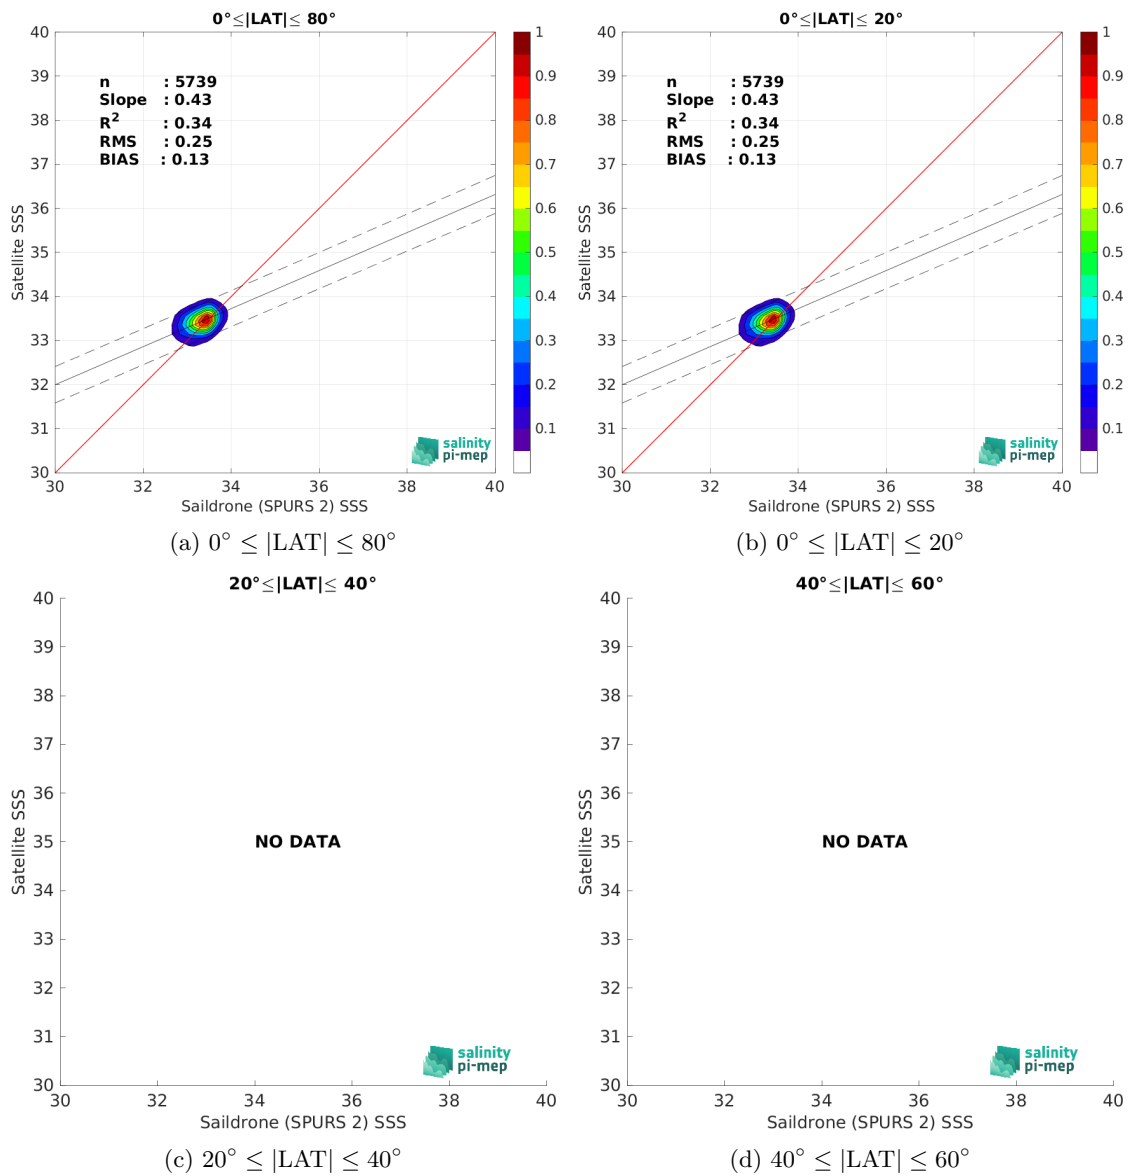 0°≤|LAT|≤ 80°
40
39
38
37
36
35
34
33
32
31
30
Satellite SSS
n : 5739
Slope : 0.43
R² : 0.34
RMS : 0.25
BIAS : 0.13
1
0.9
0.8
0.7
0.6
0.5
0.4
0.3
0.2
0.1
salinity
pi-mep
30 32 34 36 38 40
Saildrone (SPURS 2) SSS
(a) 0° ≤ |LAT| ≤ 80°
0°≤|LAT|≤ 20°
40
39
38
37
36
35
34
33
32
31
30
Satellite SSS
n : 5739
Slope : 0.43
R² : 0.34
RMS : 0.25
BIAS : 0.13
1
0.9
0.8
0.7
0.6
0.5
0.4
0.3
0.2
0.1
salinity
pi-mep
30 32 34 36 38 40
Saildrone (SPURS 2) SSS
(b) 0° ≤ |LAT| ≤ 20°
20°≤|LAT|≤ 40°
40
39
38
37
36
35
34
33
32
31
30
Satellite SSS
NO DATA
salinity
pi-mep
30 32 34 36 38 40
Saildrone (SPURS 2) SSS
(c) 20° ≤ |LAT| ≤ 40°
40°≤|LAT|≤ 60°
40
39
38
37
36
35
34
33
32
31
30
Satellite SSS
NO DATA
salinity
pi-mep
30 32 34 36 38 40
Saildrone (SPURS 2) SSS
(d) 40° ≤ |LAT| ≤ 60°